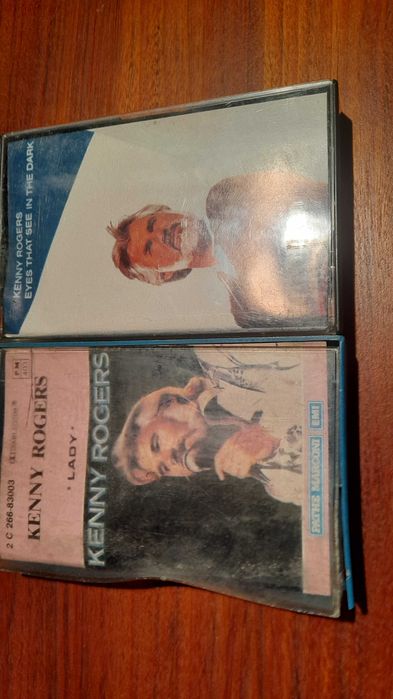 KENNY ROGERS
EYES THAT SEE IN THE DARK
2 C 266-83003
KENNY ROGERS
· LADY ·
KENNY ROGERS
PATHE MARCONI EMI